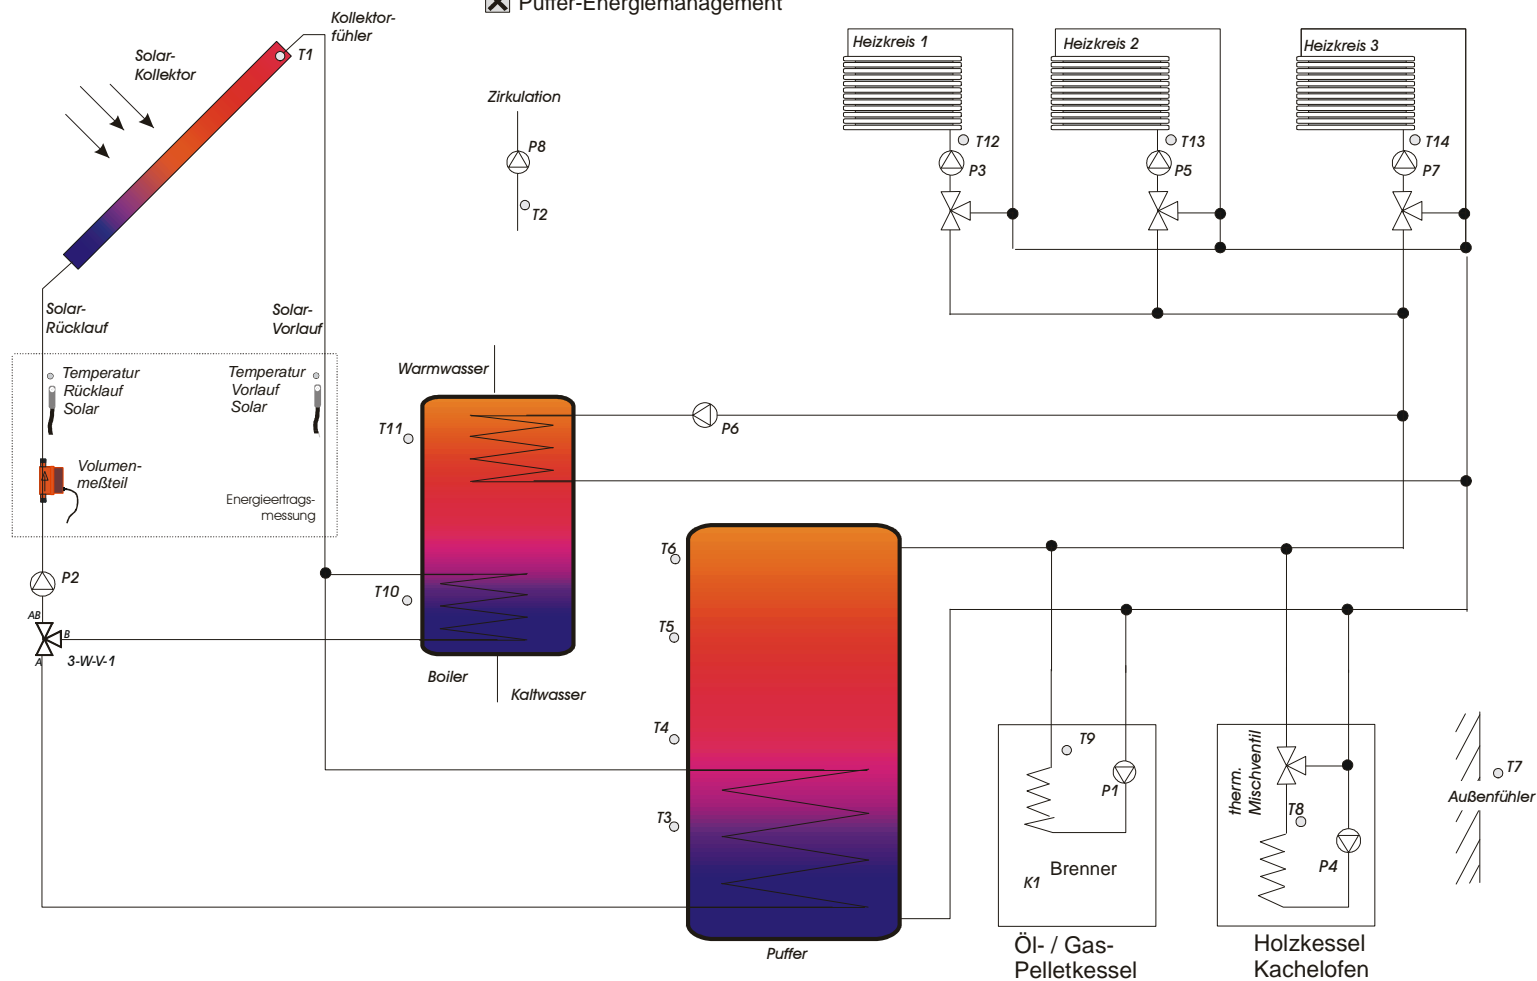 Puffer-Energiemanagement
Kollektor-
fühler
T1
Solar-
Kollektor
Zirkulation
P8
T2
Heizkreis 1
Heizkreis 2
Heizkreis 3
T12
T13
T14
P3
P5
P7
Solar-
Rücklauf
Solar-
Vorlauf
Temperatur
Rücklauf
Solar
Temperatur
Vorlauf
Solar
Volumen-
meßteil
Energieertrags-
messung
Warmwasser
T11
P6
P2
T10
AB
B
A
3-W-V-1
Boiler
Kaltwasser
T6
T5
T4
T3
Puffer
T9
P1
K1
Brenner
Öl- / Gas-
Pelletkessel
therm.
Mischventil
T8
P4
Holzkessel
Kachelofen
T7
Außenfühler